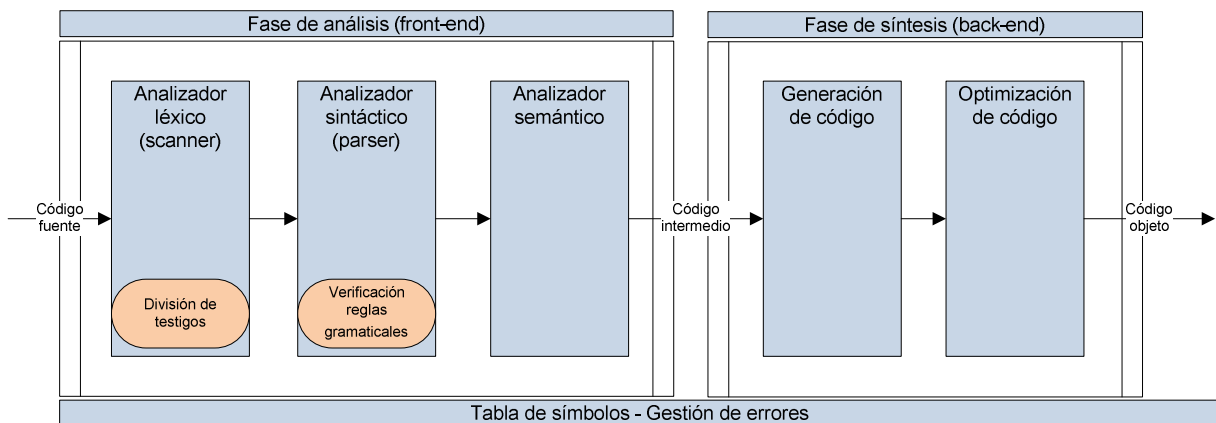 Fase de análisis (front-end)
Fase de síntesis (back-end)
Analizador
léxico
(scanner)
Analizador
sintáctico
(parser)
Analizador
semántico
Generación
de código
Optimización
de código
Código
fuente
Código
intermedio
Código
objeto
División de
testigos
Verificación
reglas
gramaticales
Tabla de símbolos - Gestión de errores